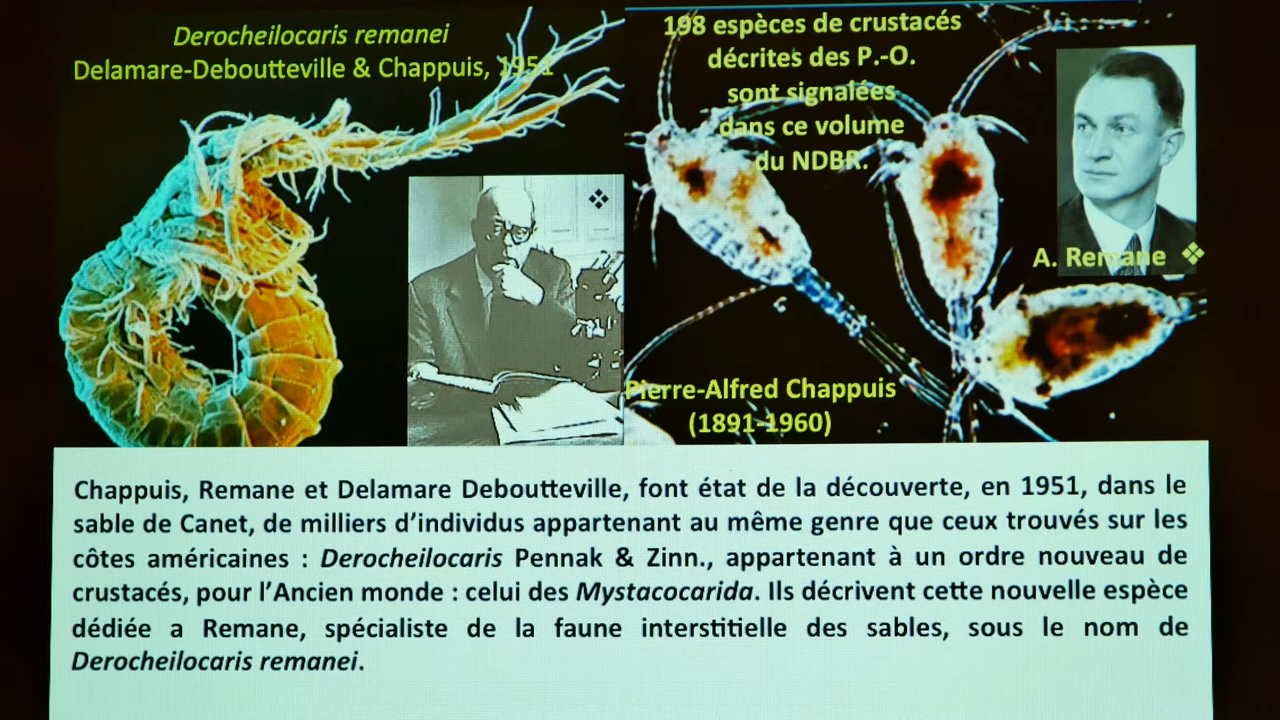 Derocheilocaris remanei
Delamare-Deboutteville & Chappuis, 1951
198 espèces de crustacés
décrites des P.-O.
sont signalées
dans ce volume
du NDBR.
A. Remane
Pierre-Alfred Chappuis
(1891-1960)
Chappuis, Remane et Delamare Deboutteville, font état de la découverte, en 1951, dans le
sable de Canet, de milliers d’individus appartenant au même genre que ceux trouvés sur les
côtes américaines : Derocheilocaris Pennak & Zinn., appartenant à un ordre nouveau de
crustacés, pour l’Ancien monde : celui des Mystacocarida. Ils décrivent cette nouvelle espèce
dédiée a Remane, spécialiste de la faune interstitielle des sables, sous le nom de
Derocheilocaris remanei.